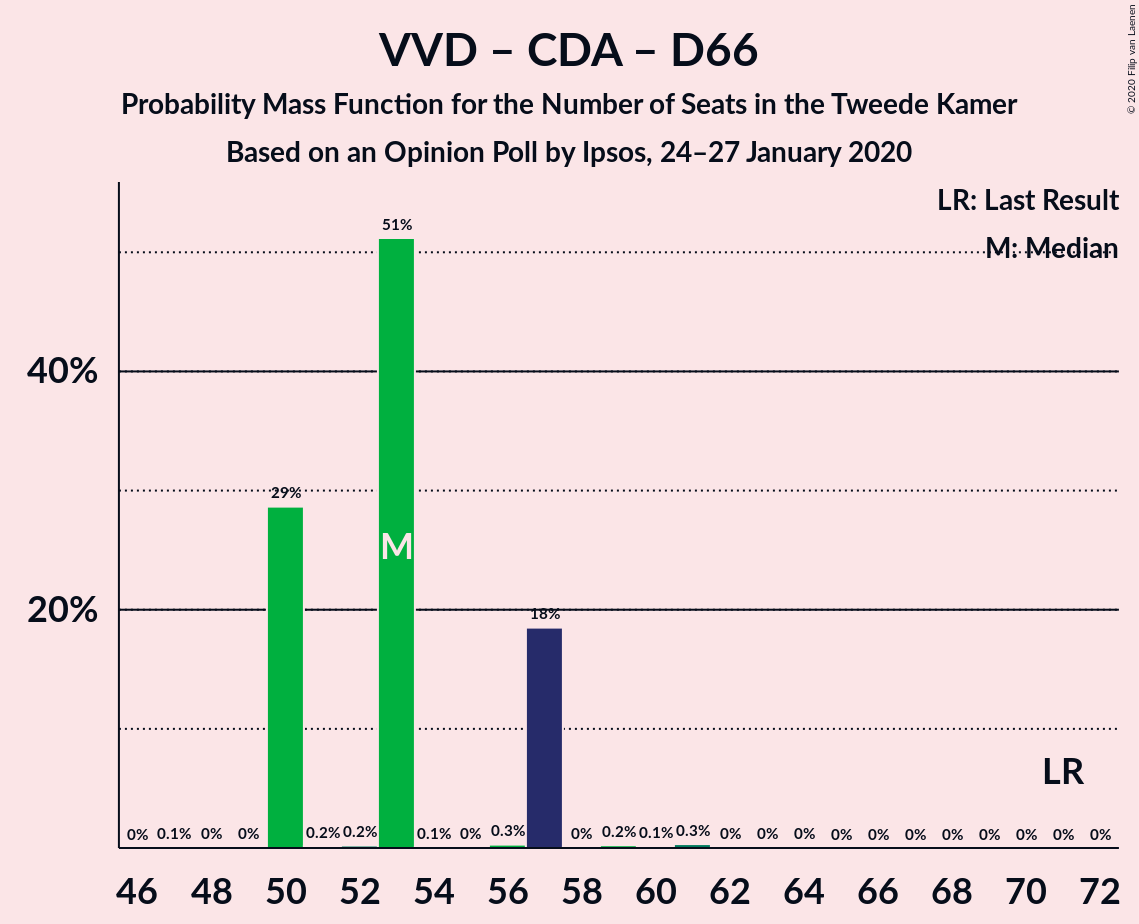 VVD – CDA – D66
Probability Mass Function for the Number of Seats in the Tweede Kamer
Based on an Opinion Poll by Ipsos, 24–27 January 2020
© 2020 Filip van Laenen
LR: Last Result
M: Median
40%
20%
51%
29%
18%
M
LR
0% 0.1% 0% 0% 0.2% 0.2% 0.1% 0% 0.3% 0% 0.2% 0.1% 0.3% 0% 0% 0% 0% 0% 0% 0% 0% 0% 0% 0%
46 48 50 52 54 56 58 60 62 64 66 68 70 72